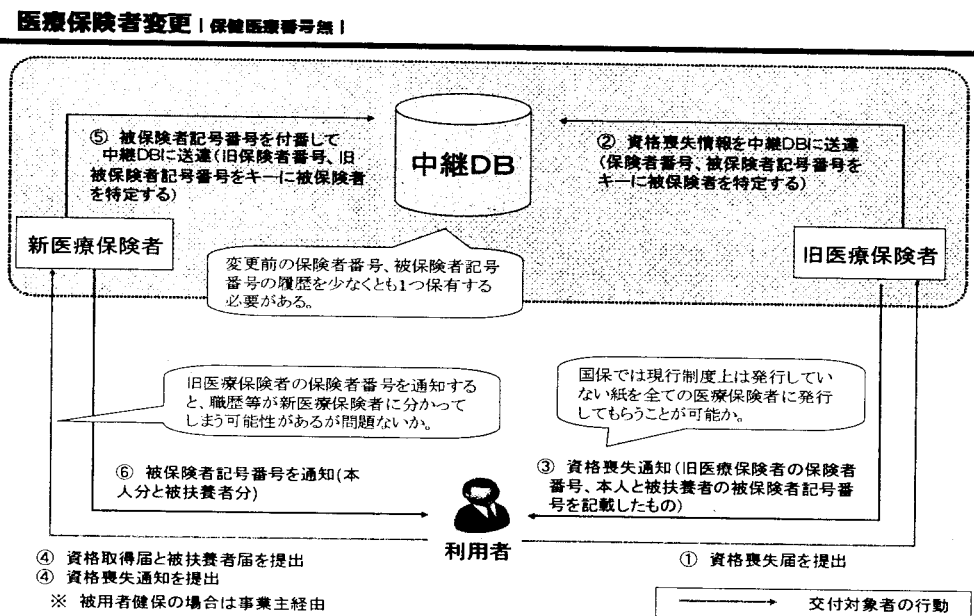 医療保険者変更|保健医療番号無|
⑤ 被保険者記号番号を付番して
中継DBに送達(旧保険者番号、旧
被保険者記号番号をキーに被保険者
を特定する)
中継DB
② 資格喪失情報を中継DBに送達
(保険者番号、被保険者記号番号を
キーに被保険者を特定する)
新医療保険者
旧医療保険者
変更前の保険者番号、被保険者記号
番号の履歴を少なくとも1つ保有する
必要がある。
旧医療保険者の保険者番号を通知する
と、職歴等が新医療保険者に分かって
しまう可能性があるが問題ないか。
国保では現行制度上は発行してい
ない紙を全ての医療保険者に発行
してもらうことが可能か。
⑥ 被保険者記号番号を通知(本
人分と被扶養者分)
③ 資格喪失通知(旧医療保険者の保険者
番号、本人と被扶養者の被保険者記号番
号を記載したもの)
利用者
④ 資格取得届と被扶養者届を提出
④ 資格喪失通知を提出
※ 被用者健保の場合は事業主経由
① 資格喪失届を提出
交付対象者の行動